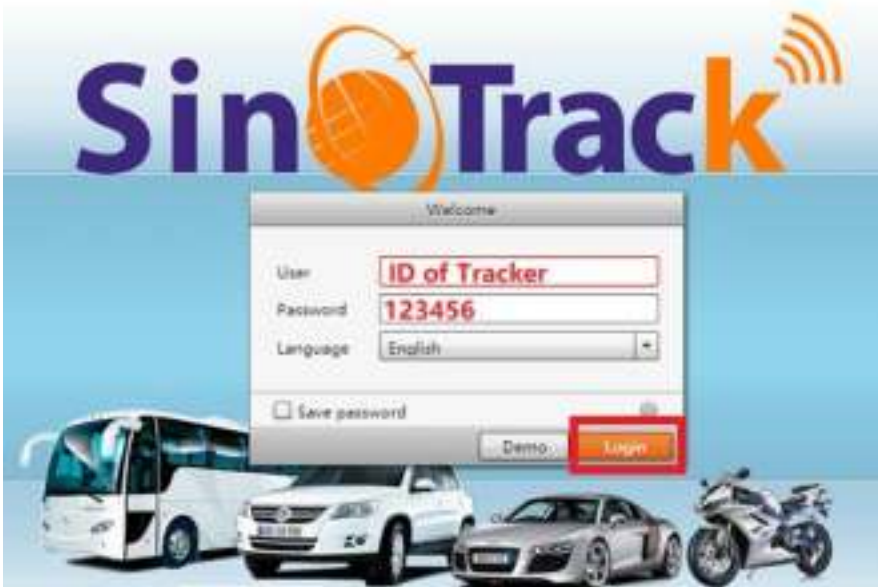 SinoTrack
Welcome
User ID of Tracker
Password 123456
Language English
Save password
Demo Login